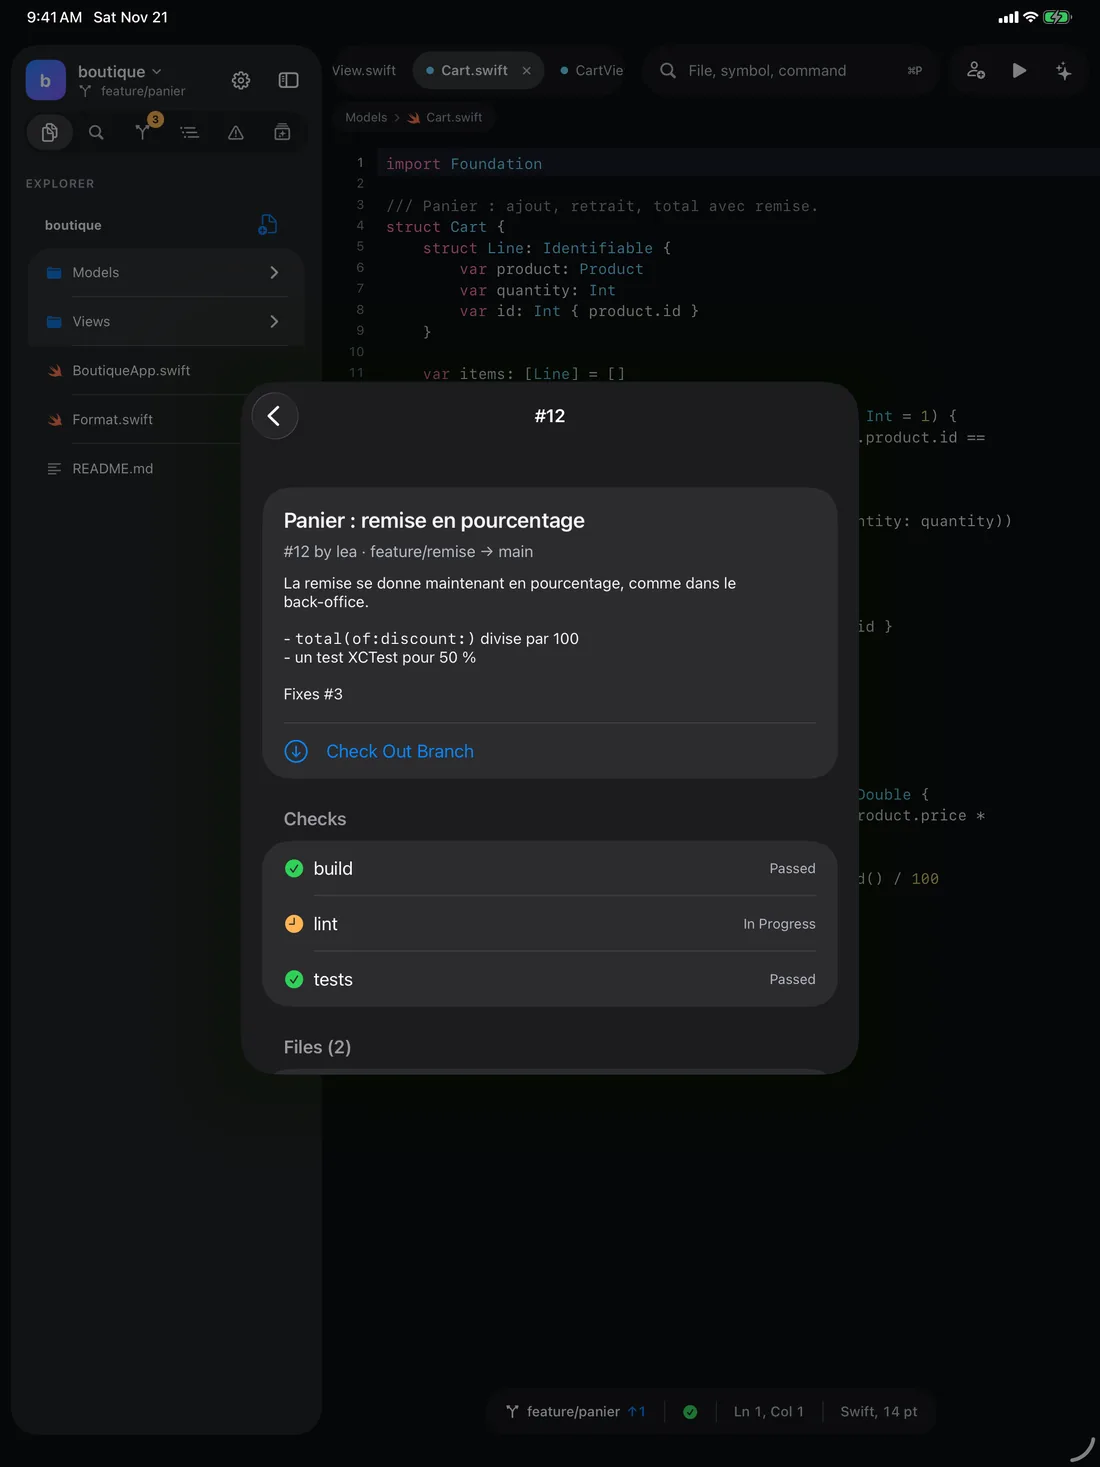 9:41 AM Sat Nov 21
b
boutique
feature/panier
View.swift
Cart.swift
CartVie
File, symbol, command
⌘P
3
Models
Cart.swift
EXPLORER
boutique
Models
Views
BoutiqueApp.swift
Format.swift
README.md
1 import Foundation
2
3 /// Panier : ajout, retrait, total avec remise.
4 struct Cart {
5 struct Line: Identifiable {
6 var product: Product
7 var quantity: Int
8 var id: Int { product.id }
9 }
10
11 var items: [Line] = []
Int = 1) {
.product.id ==
ntity: quantity))
id }
Double {
roduct.price *
d() / 100
#12
Panier : remise en pourcentage
#12 by lea · feature/remise → main
La remise se donne maintenant en pourcentage, comme dans le
back-office.
- total(of:discount:) divise par 100
- un test XCTest pour 50 %
Fixes #3
Check Out Branch
Checks
build Passed
lint In Progress
tests Passed
Files (2)
feature/panier ↑1
Ln 1, Col 1
Swift, 14 pt